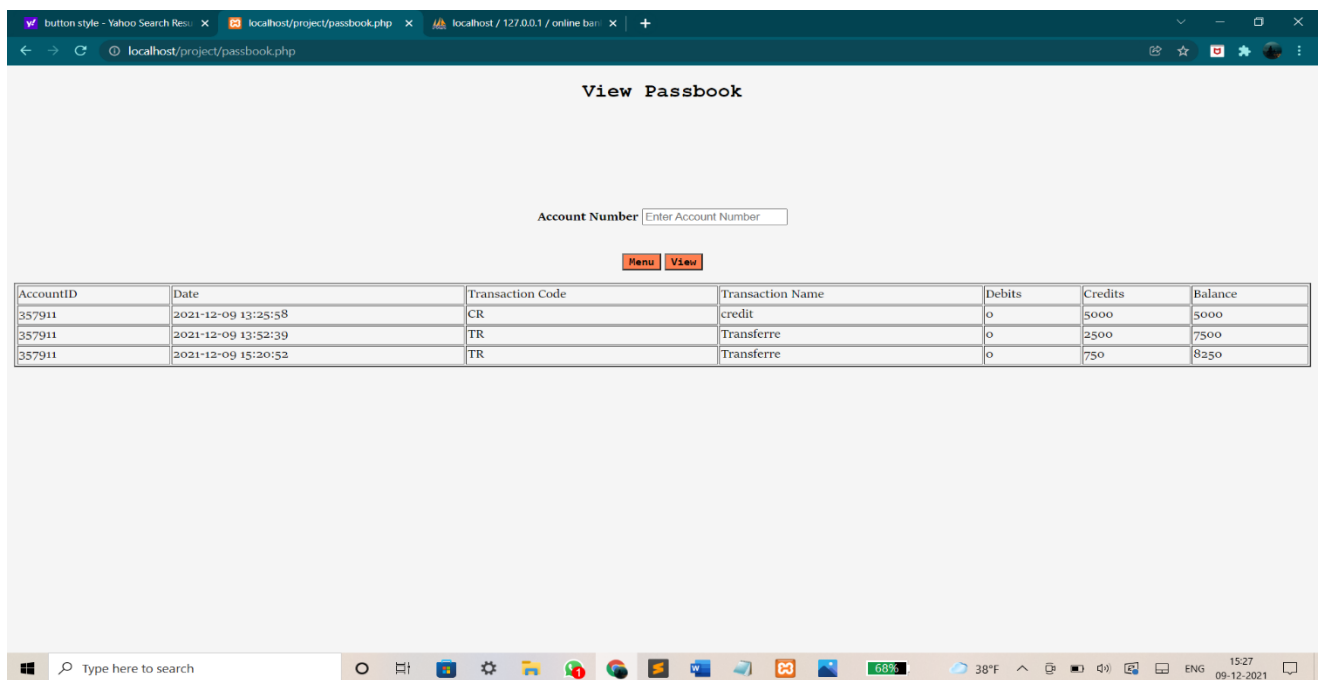 button style - Yahoo Search Resu
localhost/project/passbook.php
localhost / 127.0.0.1 / online ban
localhost/project/passbook.php
View Passbook
Account Number Enter Account Number
Menu View
AccountID Date Transaction Code Transaction Name Debits Credits Balance
357911 2021-12-09 13:25:58 CR credit 0 5000 5000
357911 2021-12-09 13:52:39 TR Transferre 0 2500 7500
357911 2021-12-09 15:20:52 TR Transferre 0 750 8250
Type here to search 1 68% 38°F ENG 15:27
09-12-2021